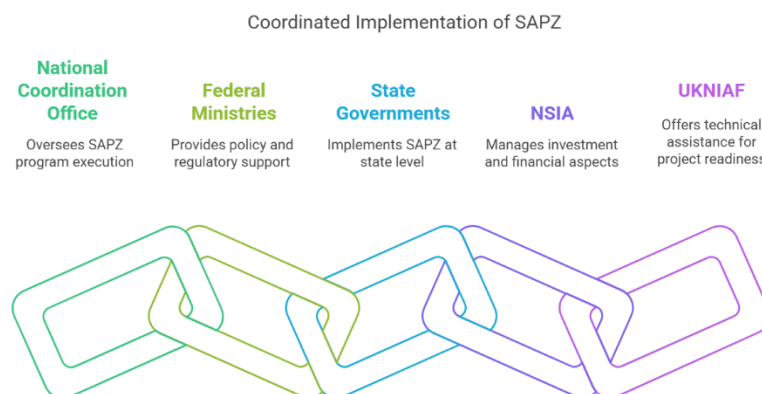 Coordinated Implementation of SAPZ
National
Coordination
Office
Oversees SAPZ
program execution
Federal
Ministries
Provides policy and
regulatory support
State
Governments
Implements SAPZ at
state level
NSIA
Manages investment
and financial aspects
UKNIAF
Offers technical
assistance for
project readiness